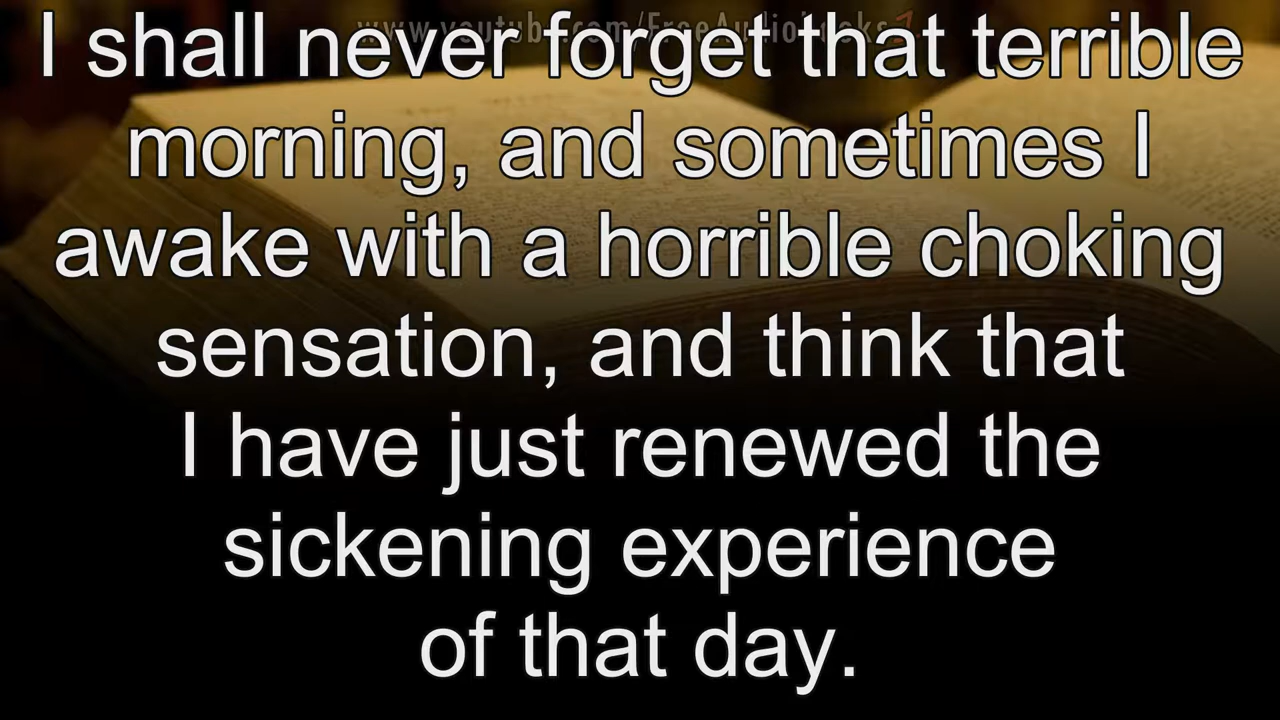 www.youtube.com/FreeAudioBooks
I shall never forget that terrible
morning, and sometimes I
awake with a horrible choking
sensation, and think that
I have just renewed the
sickening experience
of that day.